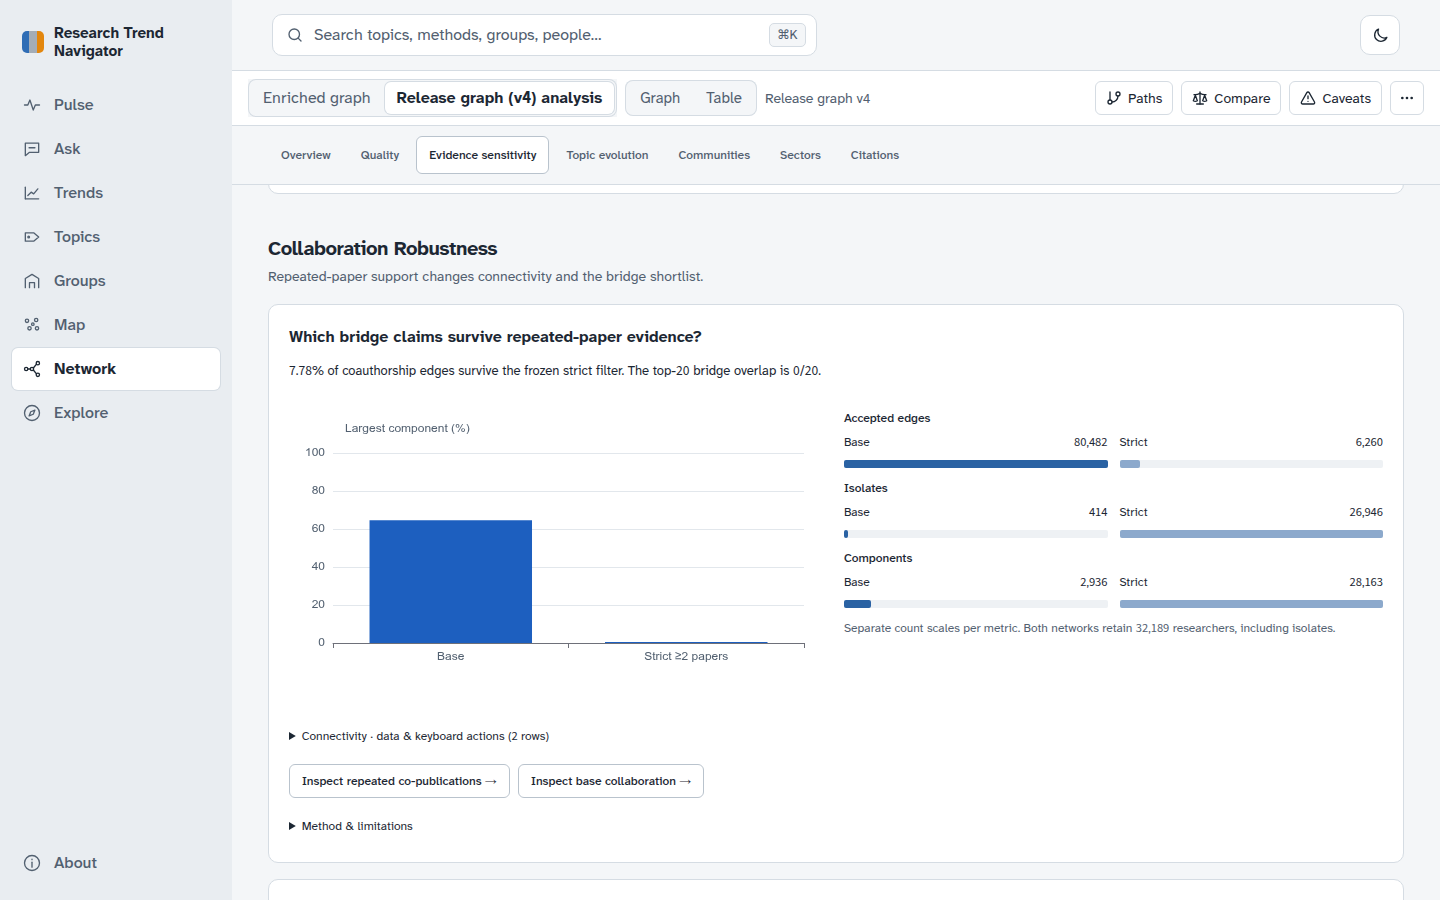 Research Trend
Navigator
Pulse
Ask
Trends
Topics
Groups
Map
Network
Explore
About
Search topics, methods, groups, people...
⌘K
Enriched graph
Release graph (v4) analysis
Graph
Table
Release graph v4
Paths
Compare
Caveats
Overview
Quality
Evidence sensitivity
Topic evolution
Communities
Sectors
Citations
Collaboration Robustness
Repeated-paper support changes connectivity and the bridge shortlist.
Which bridge claims survive repeated-paper evidence?
7.78% of coauthorship edges survive the frozen strict filter. The top-20 bridge overlap is 0/20.
Largest component (%)
100
80
60
40
20
0
Base
Strict ≥2 papers
Accepted edges
Base 80,482 Strict 6,260
Isolates
Base 414 Strict 26,946
Components
Base 2,936 Strict 28,163
Separate count scales per metric. Both networks retain 32,189 researchers, including isolates.
Connectivity · data & keyboard actions (2 rows)
Inspect repeated co-publications →
Inspect base collaboration →
Method & limitations